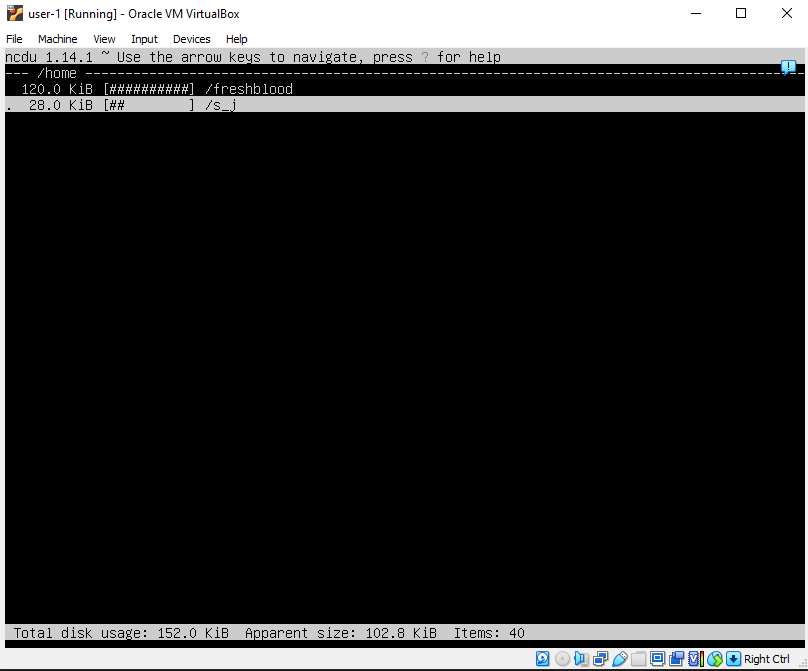 user-1 [Running] - Oracle VM VirtualBox
File Machine View Input Devices Help
ncdu 1.14.1 ~ Use the arrow keys to navigate, press ? for help
--- /home ------------------------------------------------------------------------------------------
  120.0 KiB [##########] /freshblood
.  28.0 KiB [##        ] /s_j
Total disk usage: 152.0 KiB  Apparent size: 102.8 KiB  Items: 40
Right Ctrl